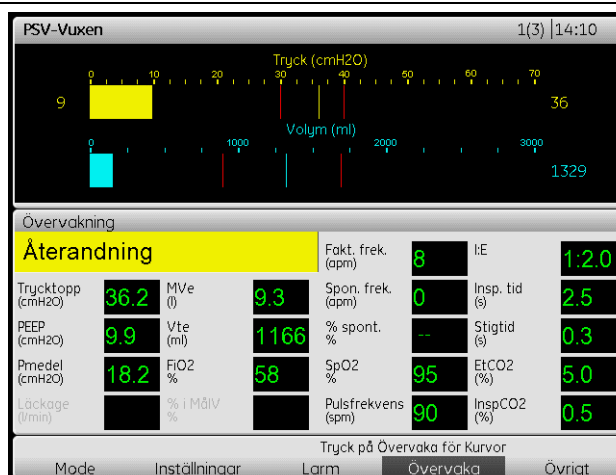 PSV-Vuxen 1(3) 14:10
Tryck (cmH2O)
0 10 20 30 40 50 60 70
9 36
Volym (ml)
0 1000 2000 3000
1329
Övervakning
Återandning
Fakt. frek. (apm) 8 I:E 1:2.0
Trycktopp (cmH2O) 36.2 MVe (l) 9.3 Spon. frek. (apm) 0 Insp. tid (s) 2.5
PEEP (cmH2O) 9.9 Vte (ml) 1166 % spont. % -- Stigtid (s) 0.3
Pmedel (cmH2O) 18.2 FiO2 % 58 SpO2 % 95 EtCO2 (%) 5.0
Läckage (l/min) % i MålV % Pulsfrekvens (spm) 90 InspCO2 (%) 0.5
Tryck på Övervaka för Kurvor
Mode Inställningar Larm Övervaka Övrigt